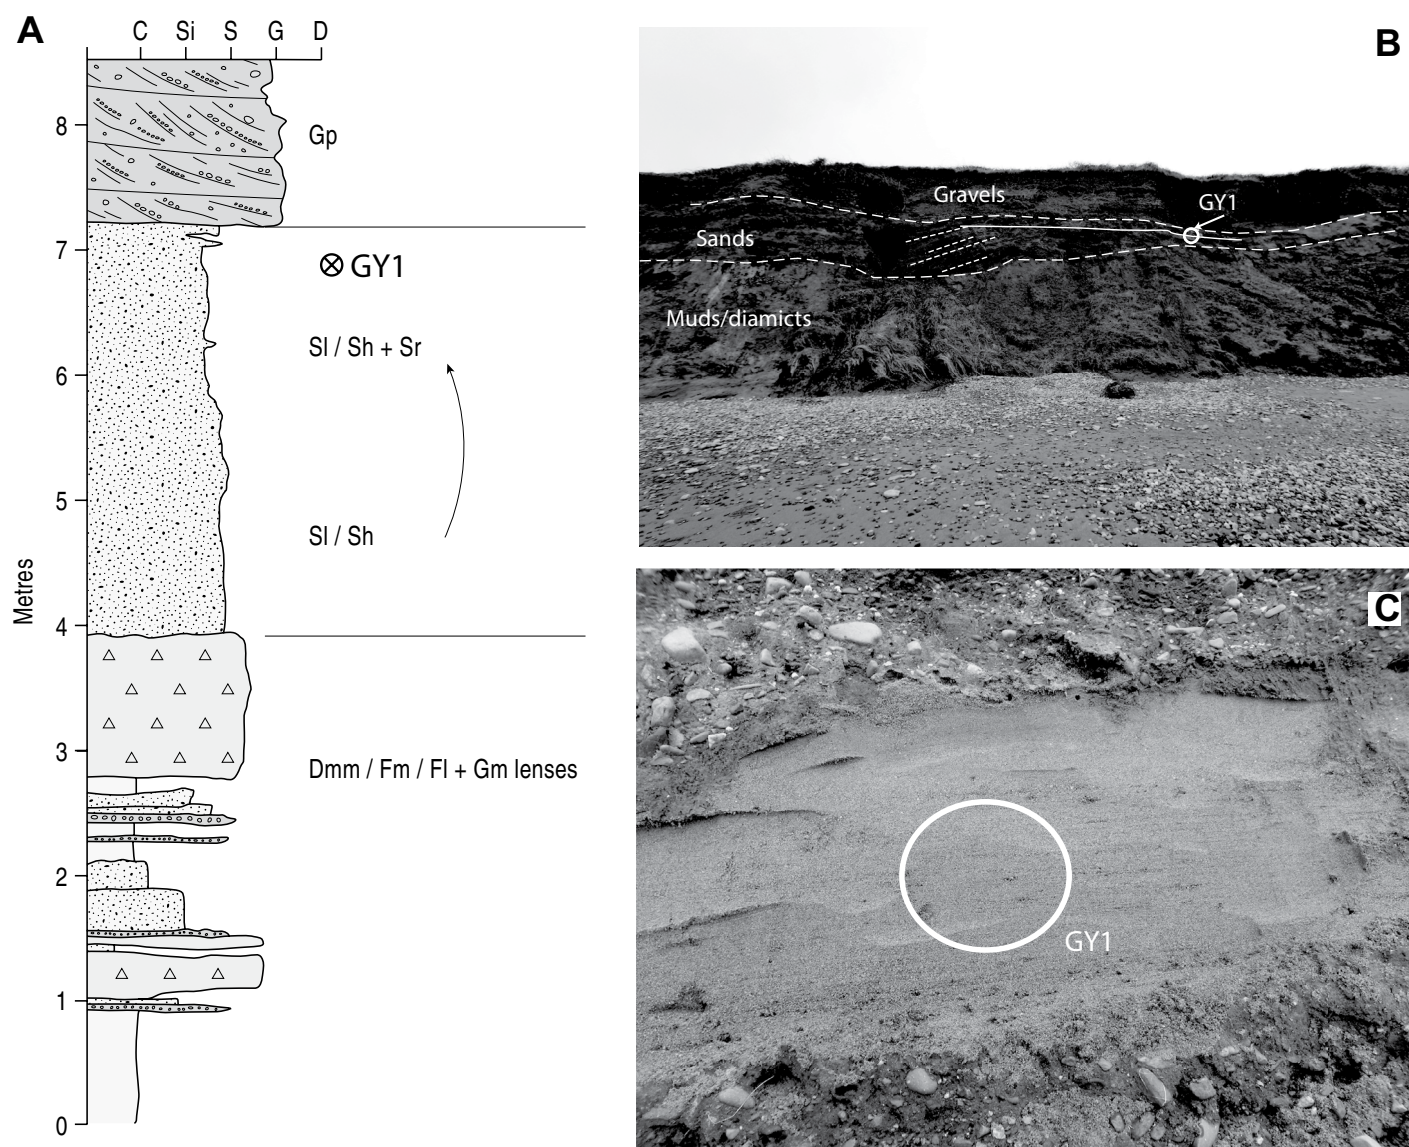 A
C Si S G D
8
Gp
7
GY1
Sl / Sh + Sr
6
5
Sl / Sh
Metres
4
3
Dmm / Fm / Fl + Gm lenses
2
1
0
B
Gravels
GY1
Sands
Muds/diamicts
C
GY1